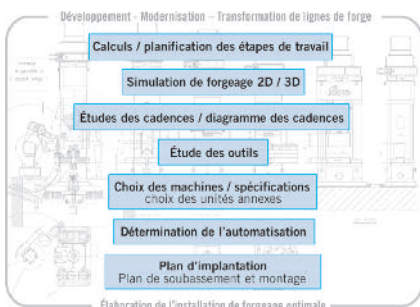 Développement - Modernisation – Transformation de lignes de forge
Calculs / planification des étapes de travail
Simulation de forgeage 2D / 3D
Études des cadences / diagramme des cadences
Étude des outils
Choix des machines / spécifications
choix des unités annexes
Détermination de l'automatisation
Plan d'implantation
Plan de soubassement et montage
Élaboration de l'installation de forgeage optimale